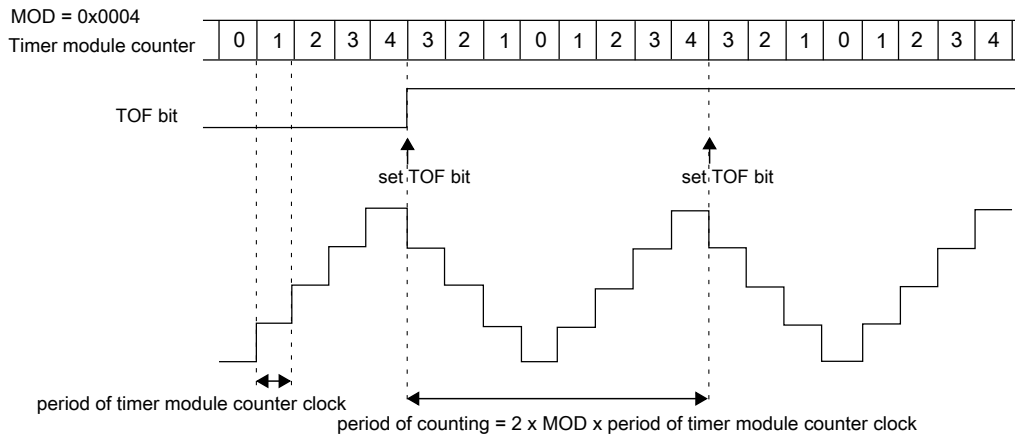 MOD = 0x0004
Timer module counter 0 1 2 3 4 3 2 1 0 1 2 3 4 3 2 1 0 1 2 3 4
TOF bit
set TOF bit set TOF bit
period of timer module counter clock
period of counting = 2 x MOD x period of timer module counter clock